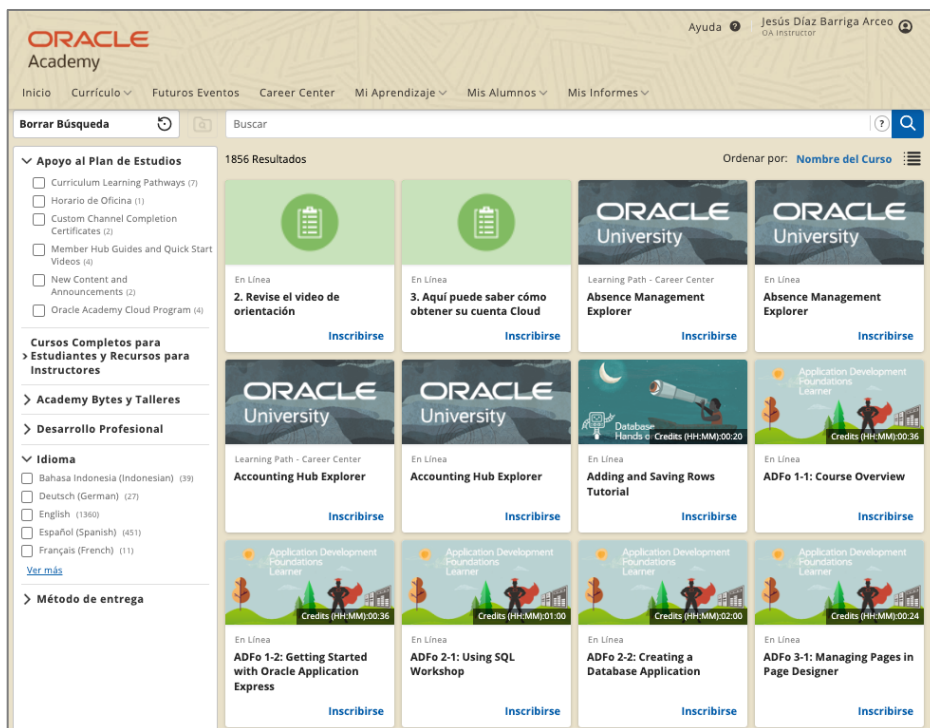 ORACLE
Academy
Ayuda ?
Jesús Díaz Barriga Arceo
OA Instructor
Inicio Currículo Futuros Eventos Career Center Mi Aprendizaje Mis Alumnos Mis Informes
Borrar Búsqueda
Buscar
?
Apoyo al Plan de Estudios
Curriculum Learning Pathways (7)
Horario de Oficina (1)
Custom Channel Completion
Certificates (2)
Member Hub Guides and Quick Start
Videos (4)
New Content and
Announcements (2)
Oracle Academy Cloud Program (4)
Cursos Completos para
Estudiantes y Recursos para
Instructores
Academy Bytes y Talleres
Desarrollo Profesional
Idioma
Bahasa Indonesia (Indonesian) (39)
Deutsch (German) (27)
English (1360)
Español (Spanish) (451)
Français (French) (11)
Ver más
Método de entrega
1856 Resultados
Ordenar por: Nombre del Curso
En Línea
2. Revise el video de
orientación
Inscribirse
En Línea
3. Aquí puede saber cómo
obtener su cuenta Cloud
Inscribirse
ORACLE
University
Learning Path - Career Center
Absence Management
Explorer
Inscribirse
ORACLE
University
En Línea
Absence Management
Explorer
Inscribirse
ORACLE
University
Learning Path - Career Center
Accounting Hub Explorer
Inscribirse
ORACLE
University
En Línea
Accounting Hub Explorer
Inscribirse
Database
Hands o
Credits (HH:MM):00:20
En Línea
Adding and Saving Rows
Tutorial
Inscribirse
Application Development
Foundations
Learner
Credits (HH:MM):00:36
En Línea
ADFo 1-1: Course Overview
Inscribirse
Application Development
Foundations
Learner
Credits (HH:MM):00:36
En Línea
ADFo 1-2: Getting Started
with Oracle Application
Express
Inscribirse
Application Development
Foundations
Learner
Credits (HH:MM):01:00
En Línea
ADFo 2-1: Using SQL
Workshop
Inscribirse
Application Development
Foundations
Learner
Credits (HH:MM):02:00
En Línea
ADFo 2-2: Creating a
Database Application
Inscribirse
Application Development
Foundations
Learner
Credits (HH:MM):00:24
En Línea
ADFo 3-1: Managing Pages in
Page Designer
Inscribirse